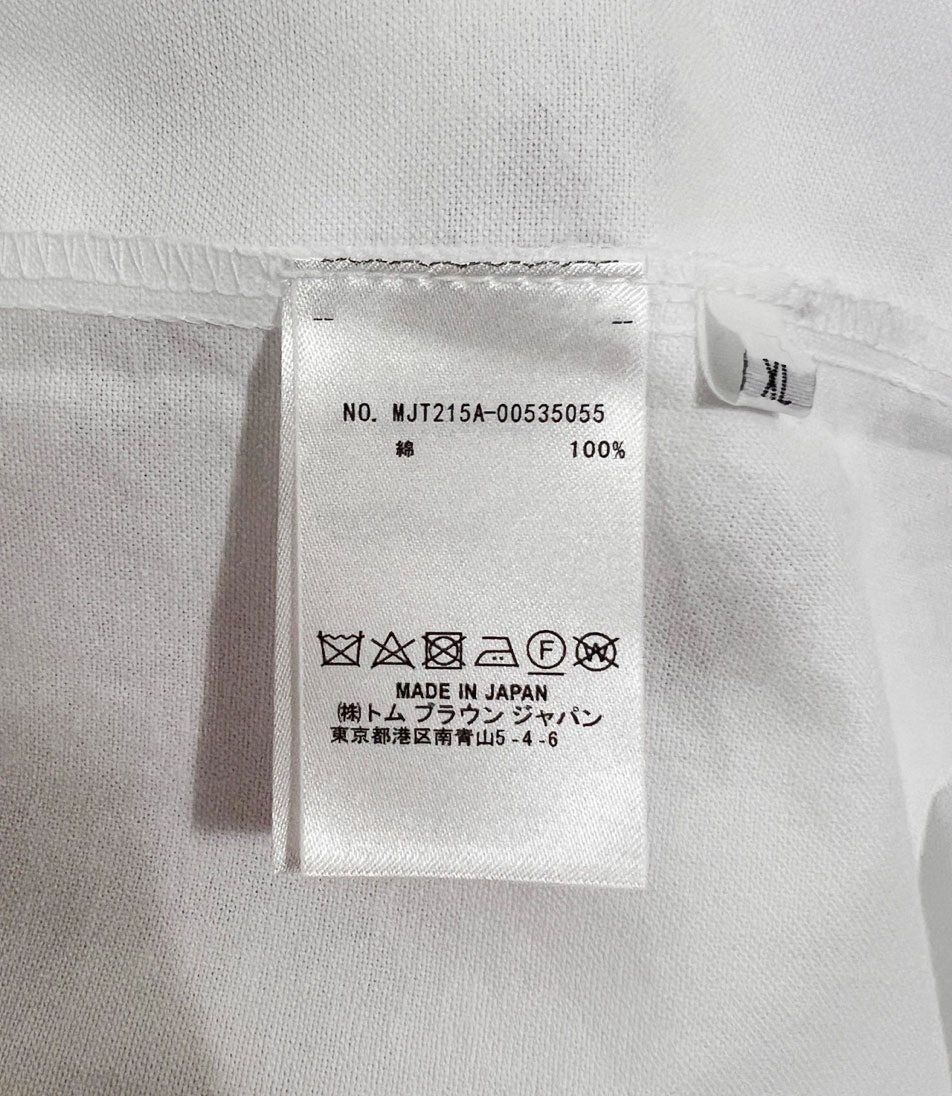 NO. MJT215A-00535055
綿 100%
F W
MADE IN JAPAN
㈱トム ブラウン ジャパン
東京都港区南青山5-4-6
XL